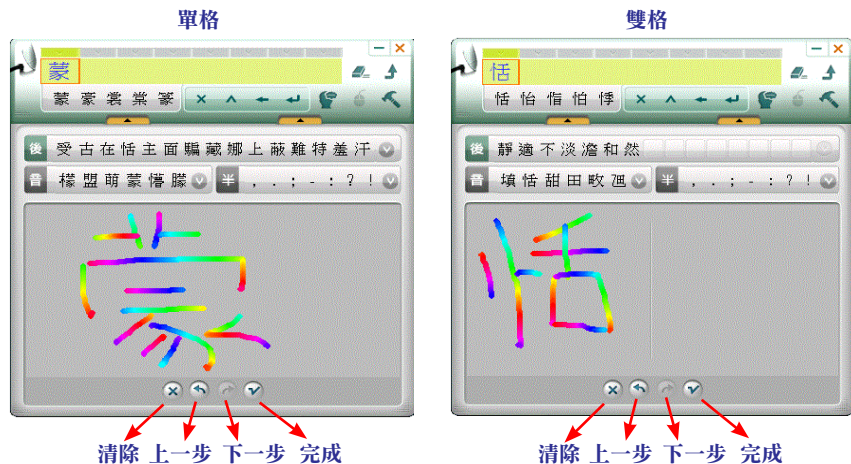 單格
蒙
蒙 豪 裳 棠 篆
後 受 古 在 恬 主 面 騙 藏 娜 上 蔽 難 特 羞 汗
音 檬 盟 萌 蒙 懵 朦 半 , . ; - : ? !
蒙
清除 上一步 下一步 完成
雙格
恬
恬 怡 惜 怕 悸
後 靜 適 不 淡 澹 和 然
音 填 恬 甜 田 畋 半 , . ; - : ? !
恬
清除 上一步 下一步 完成